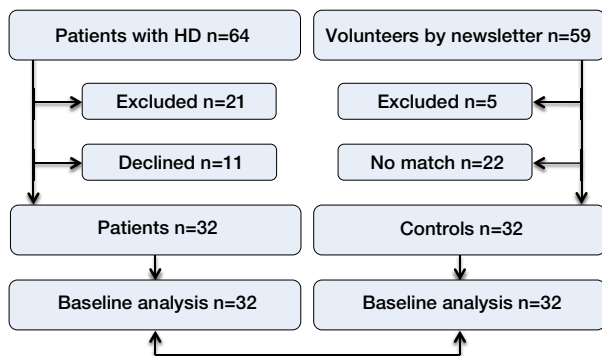 Patients with HD n=64
Volunteers by newsletter n=59
Excluded n=21
Excluded n=5
Declined n=11
No match n=22
Patients n=32
Controls n=32
Baseline analysis n=32
Baseline analysis n=32